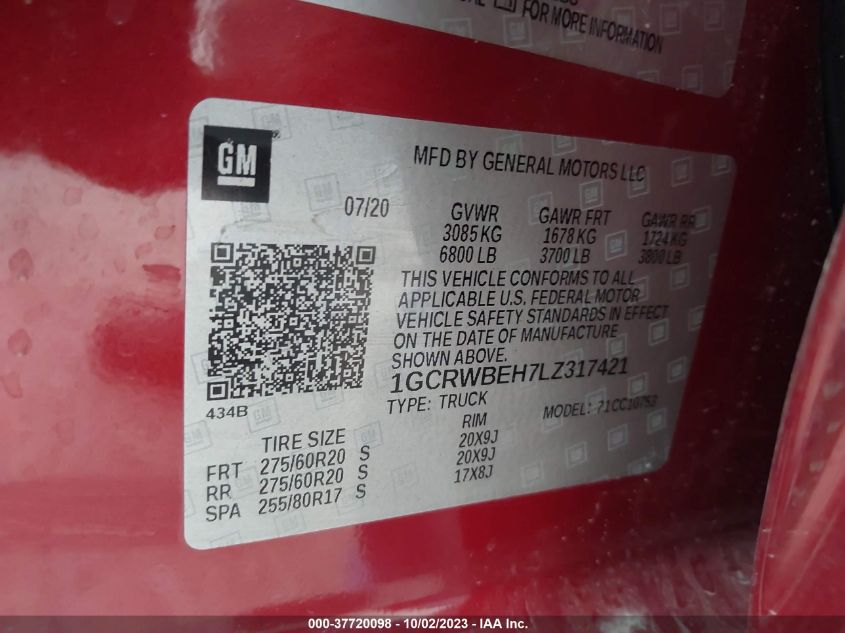 FOR MORE INFORMATION
GM
MFD BY GENERAL MOTORS LLC
07/20
GVWR GAWR FRT GAWR RR
3085 KG 1678 KG 1724 KG
6800 LB 3700 LB 3800 LB
THIS VEHICLE CONFORMS TO ALL
APPLICABLE U.S. FEDERAL MOTOR
VEHICLE SAFETY STANDARDS IN EFFECT
ON THE DATE OF MANUFACTURE
SHOWN ABOVE.
1GCRWBEH7LZ317421
434B
TYPE: TRUCK MODEL: 71CC10753
TIRE SIZE RIM
FRT 275/60R20 S 20X9J
RR 275/60R20 S 20X9J
SPA 255/80R17 S 17X8J
000-37720098 - 10/02/2023 - IAA Inc.